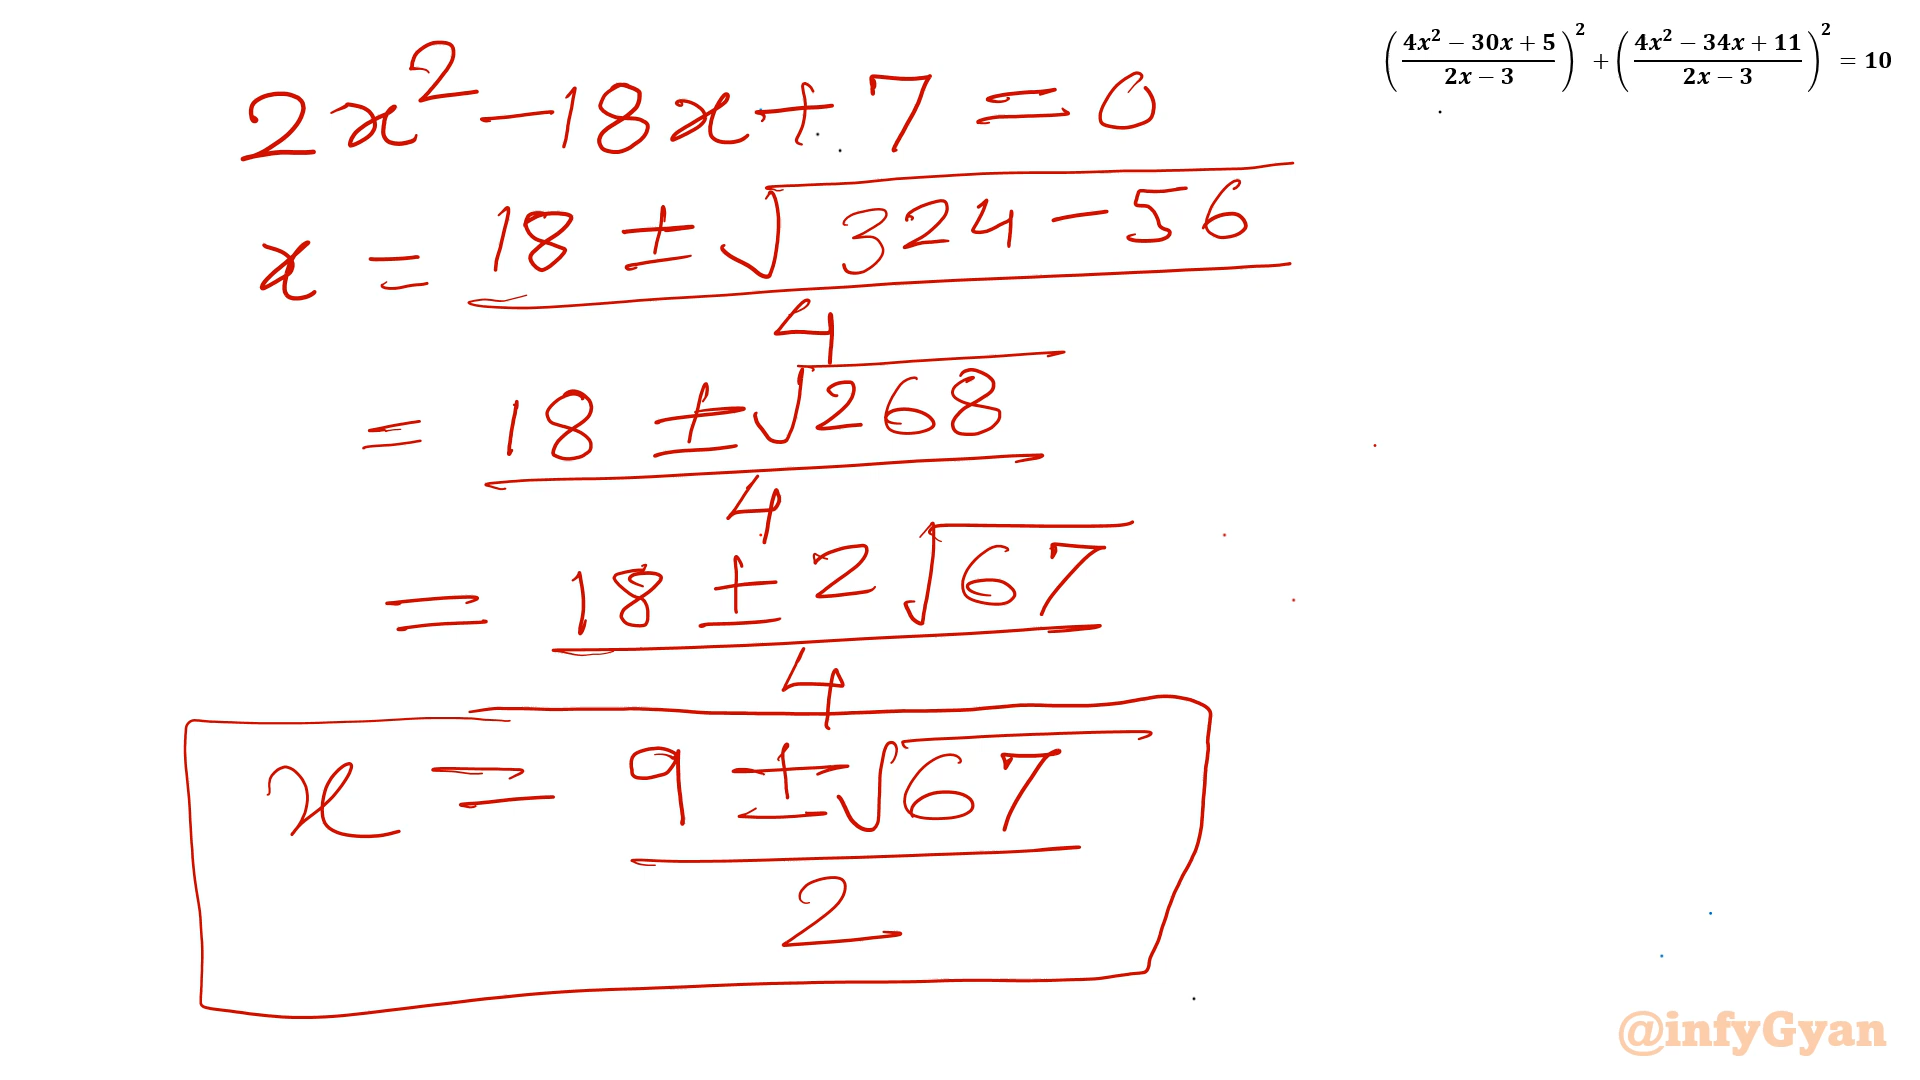 (4x² − 30x + 5 / 2x − 3)² + (4x² − 34x + 11 / 2x − 3)² = 10
2x² − 18x + 7 = 0
x = 18 ± √324 − 56 / 4
= 18 ± √268 / 4
= 18 ± 2√67 / 4
x = 9 ± √67 / 2
@infyGyan